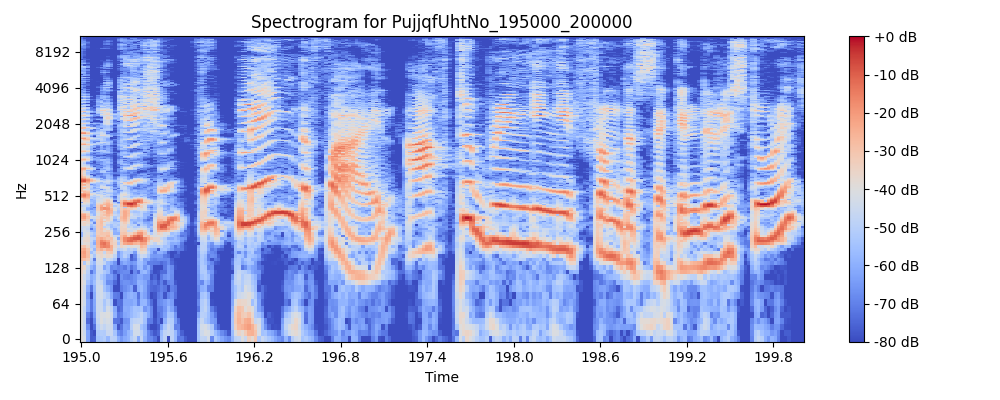 Spectrogram for PujjqfUhtNo_195000_200000
Hz
8192
4096
2048
1024
512
256
128
64
0
195.0 195.6 196.2 196.8 197.4 198.0 198.6 199.2 199.8
Time
+0 dB
-10 dB
-20 dB
-30 dB
-40 dB
-50 dB
-60 dB
-70 dB
-80 dB